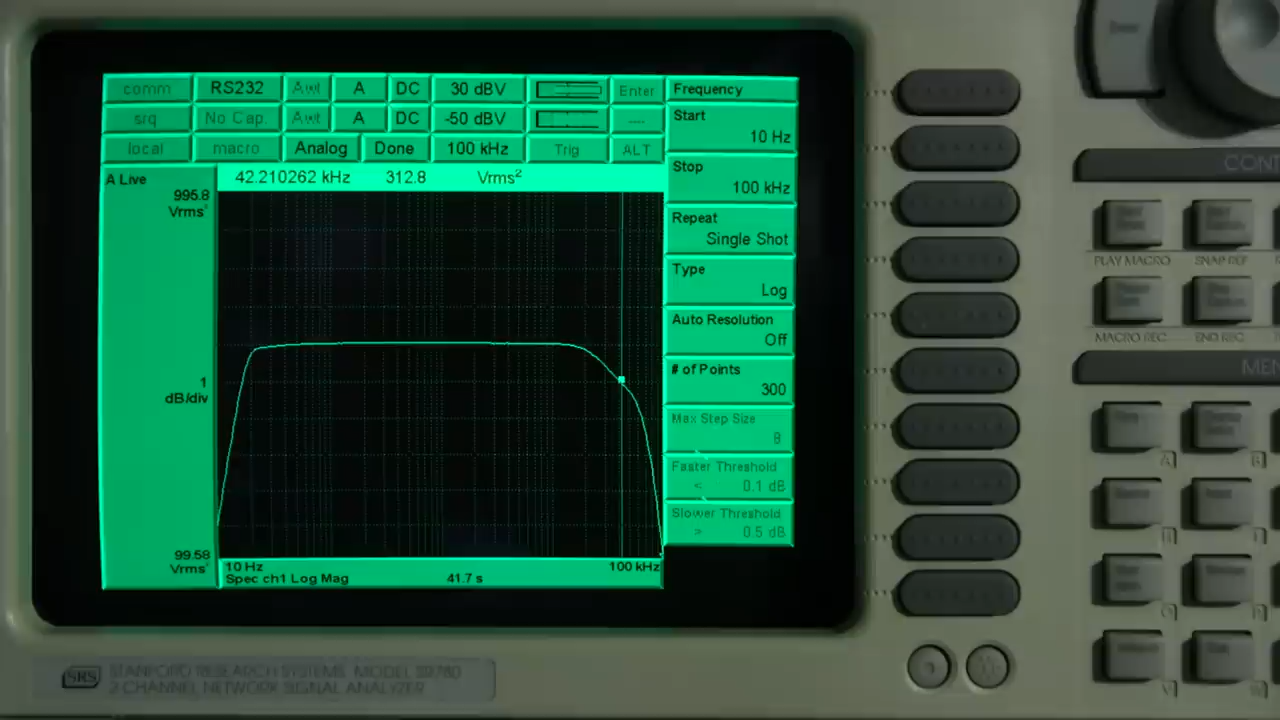 comm RS232 Awt A DC 30 dBV Enter
srq No Cap. Awt A DC -50 dBV ----
local macro Analog Done 100 kHz Trig ALT
A Live 42.210262 kHz 312.8 Vrms²
995.8
Vrms²
1
dB/div
99.58
Vrms²
10 Hz 100 kHz
Spec ch1 Log Mag 41.7 s
Frequency
Start
10 Hz
Stop
100 kHz
Repeat
Single Shot
Type
Log
Auto Resolution
Off
# of Points
300
Max Step Size
8
Faster Threshold
< 0.1 dB
Slower Threshold
> 0.5 dB
SRS STANFORD RESEARCH SYSTEMS MODEL SR780
2 CHANNEL NETWORK SIGNAL ANALYZER
CONT
PLAY MACRO SNAP REF
MACRO REC END REC
MEN
A B